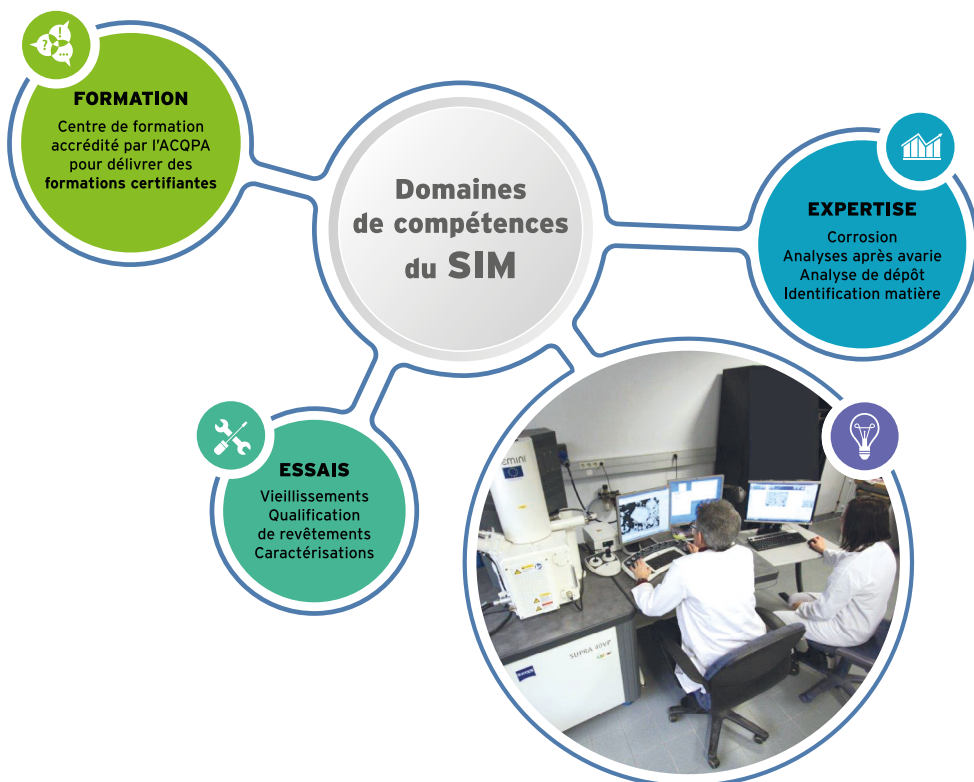 FORMATION
Centre de formation
accrédité par l'ACQPA
pour délivrer des
formations certifiantes
Domaines
de compétences
du SIM
EXPERTISE
Corrosion
Analyses après avarie
Analyse de dépôt
Identification matière
ESSAIS
Vieillissements
Qualification
de revêtements
Caractérisations
EMINI
SUPRA 40VP